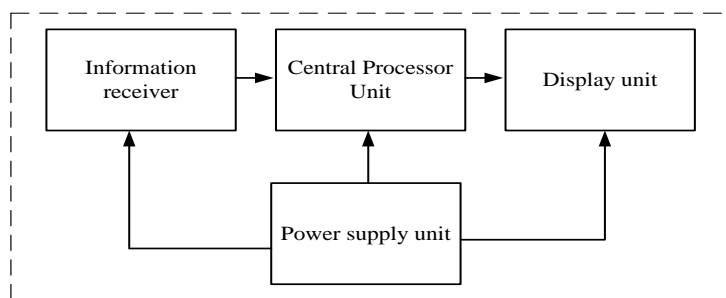 Information
receiver
Central Processor
Unit
Display unit
Power supply unit